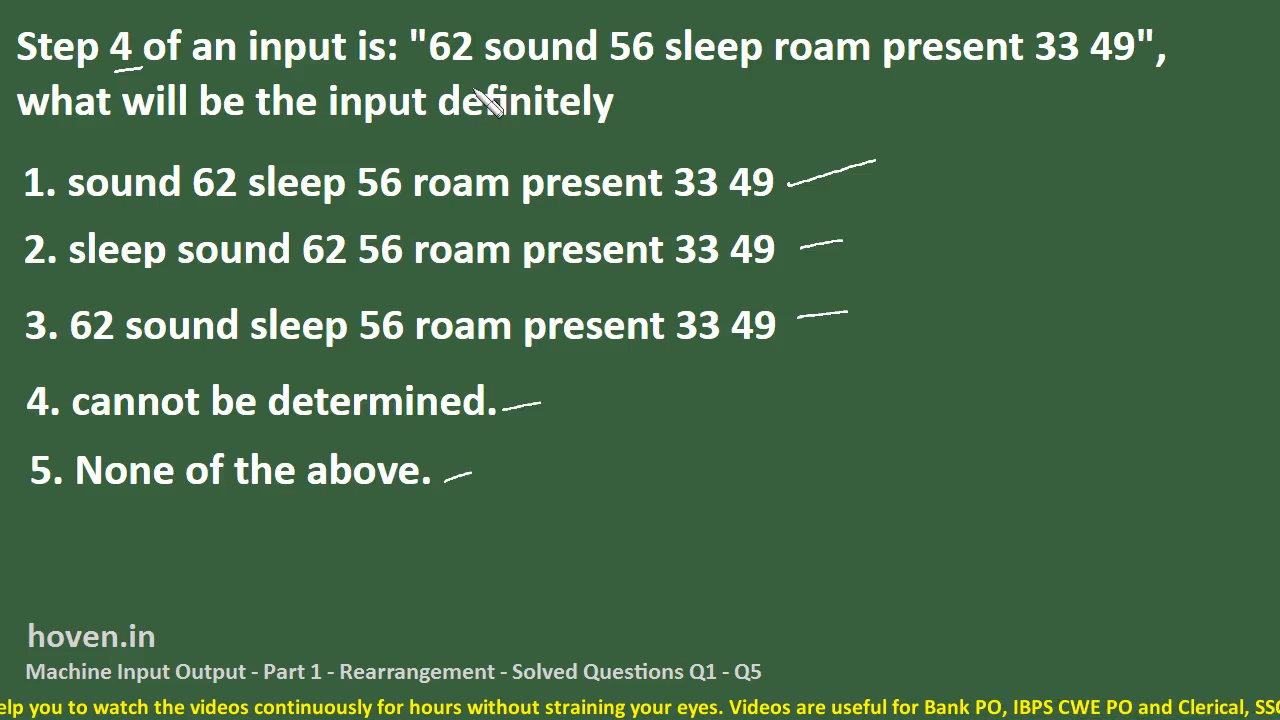 Step 4 of an input is: "62 sound 56 sleep roam present 33 49",
what will be the input definitely
1. sound 62 sleep 56 roam present 33 49
2. sleep sound 62 56 roam present 33 49
3. 62 sound sleep 56 roam present 33 49
4. cannot be determined.
5. None of the above.
hoven.in
Machine Input Output - Part 1 - Rearrangement - Solved Questions Q1 - Q5
elp you to watch the videos continuously for hours without straining your eyes. Videos are useful for Bank PO, IBPS CWE PO and Clerical, SSC